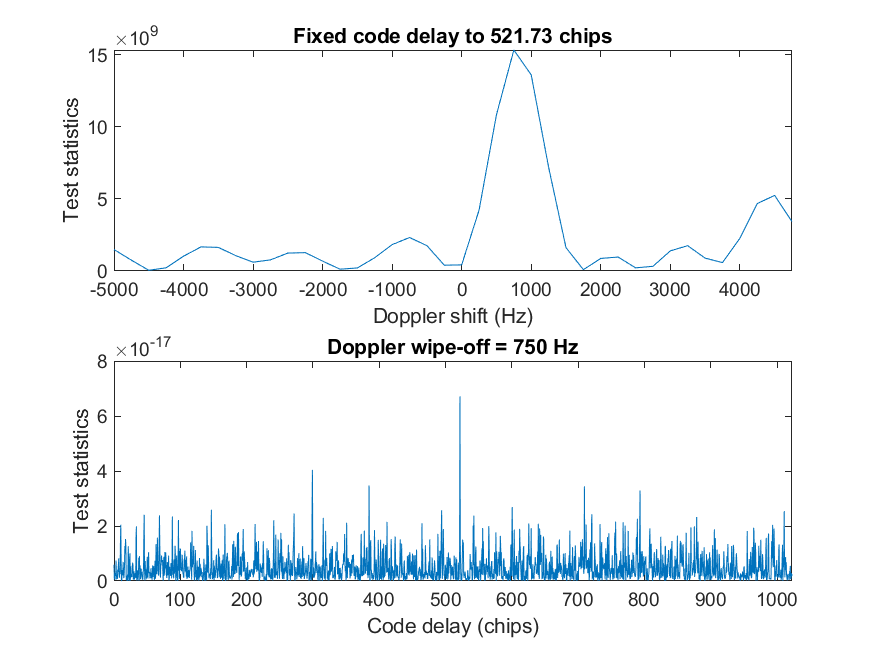 ×10⁹
Fixed code delay to 521.73 chips
15
10
5
0
Test statistics
-5000 -4000 -3000 -2000 -1000 0 1000 2000 3000 4000
Doppler shift (Hz)
×10⁻¹⁷
Doppler wipe-off = 750 Hz
8
6
4
2
0
Test statistics
0 100 200 300 400 500 600 700 800 900 1000
Code delay (chips)